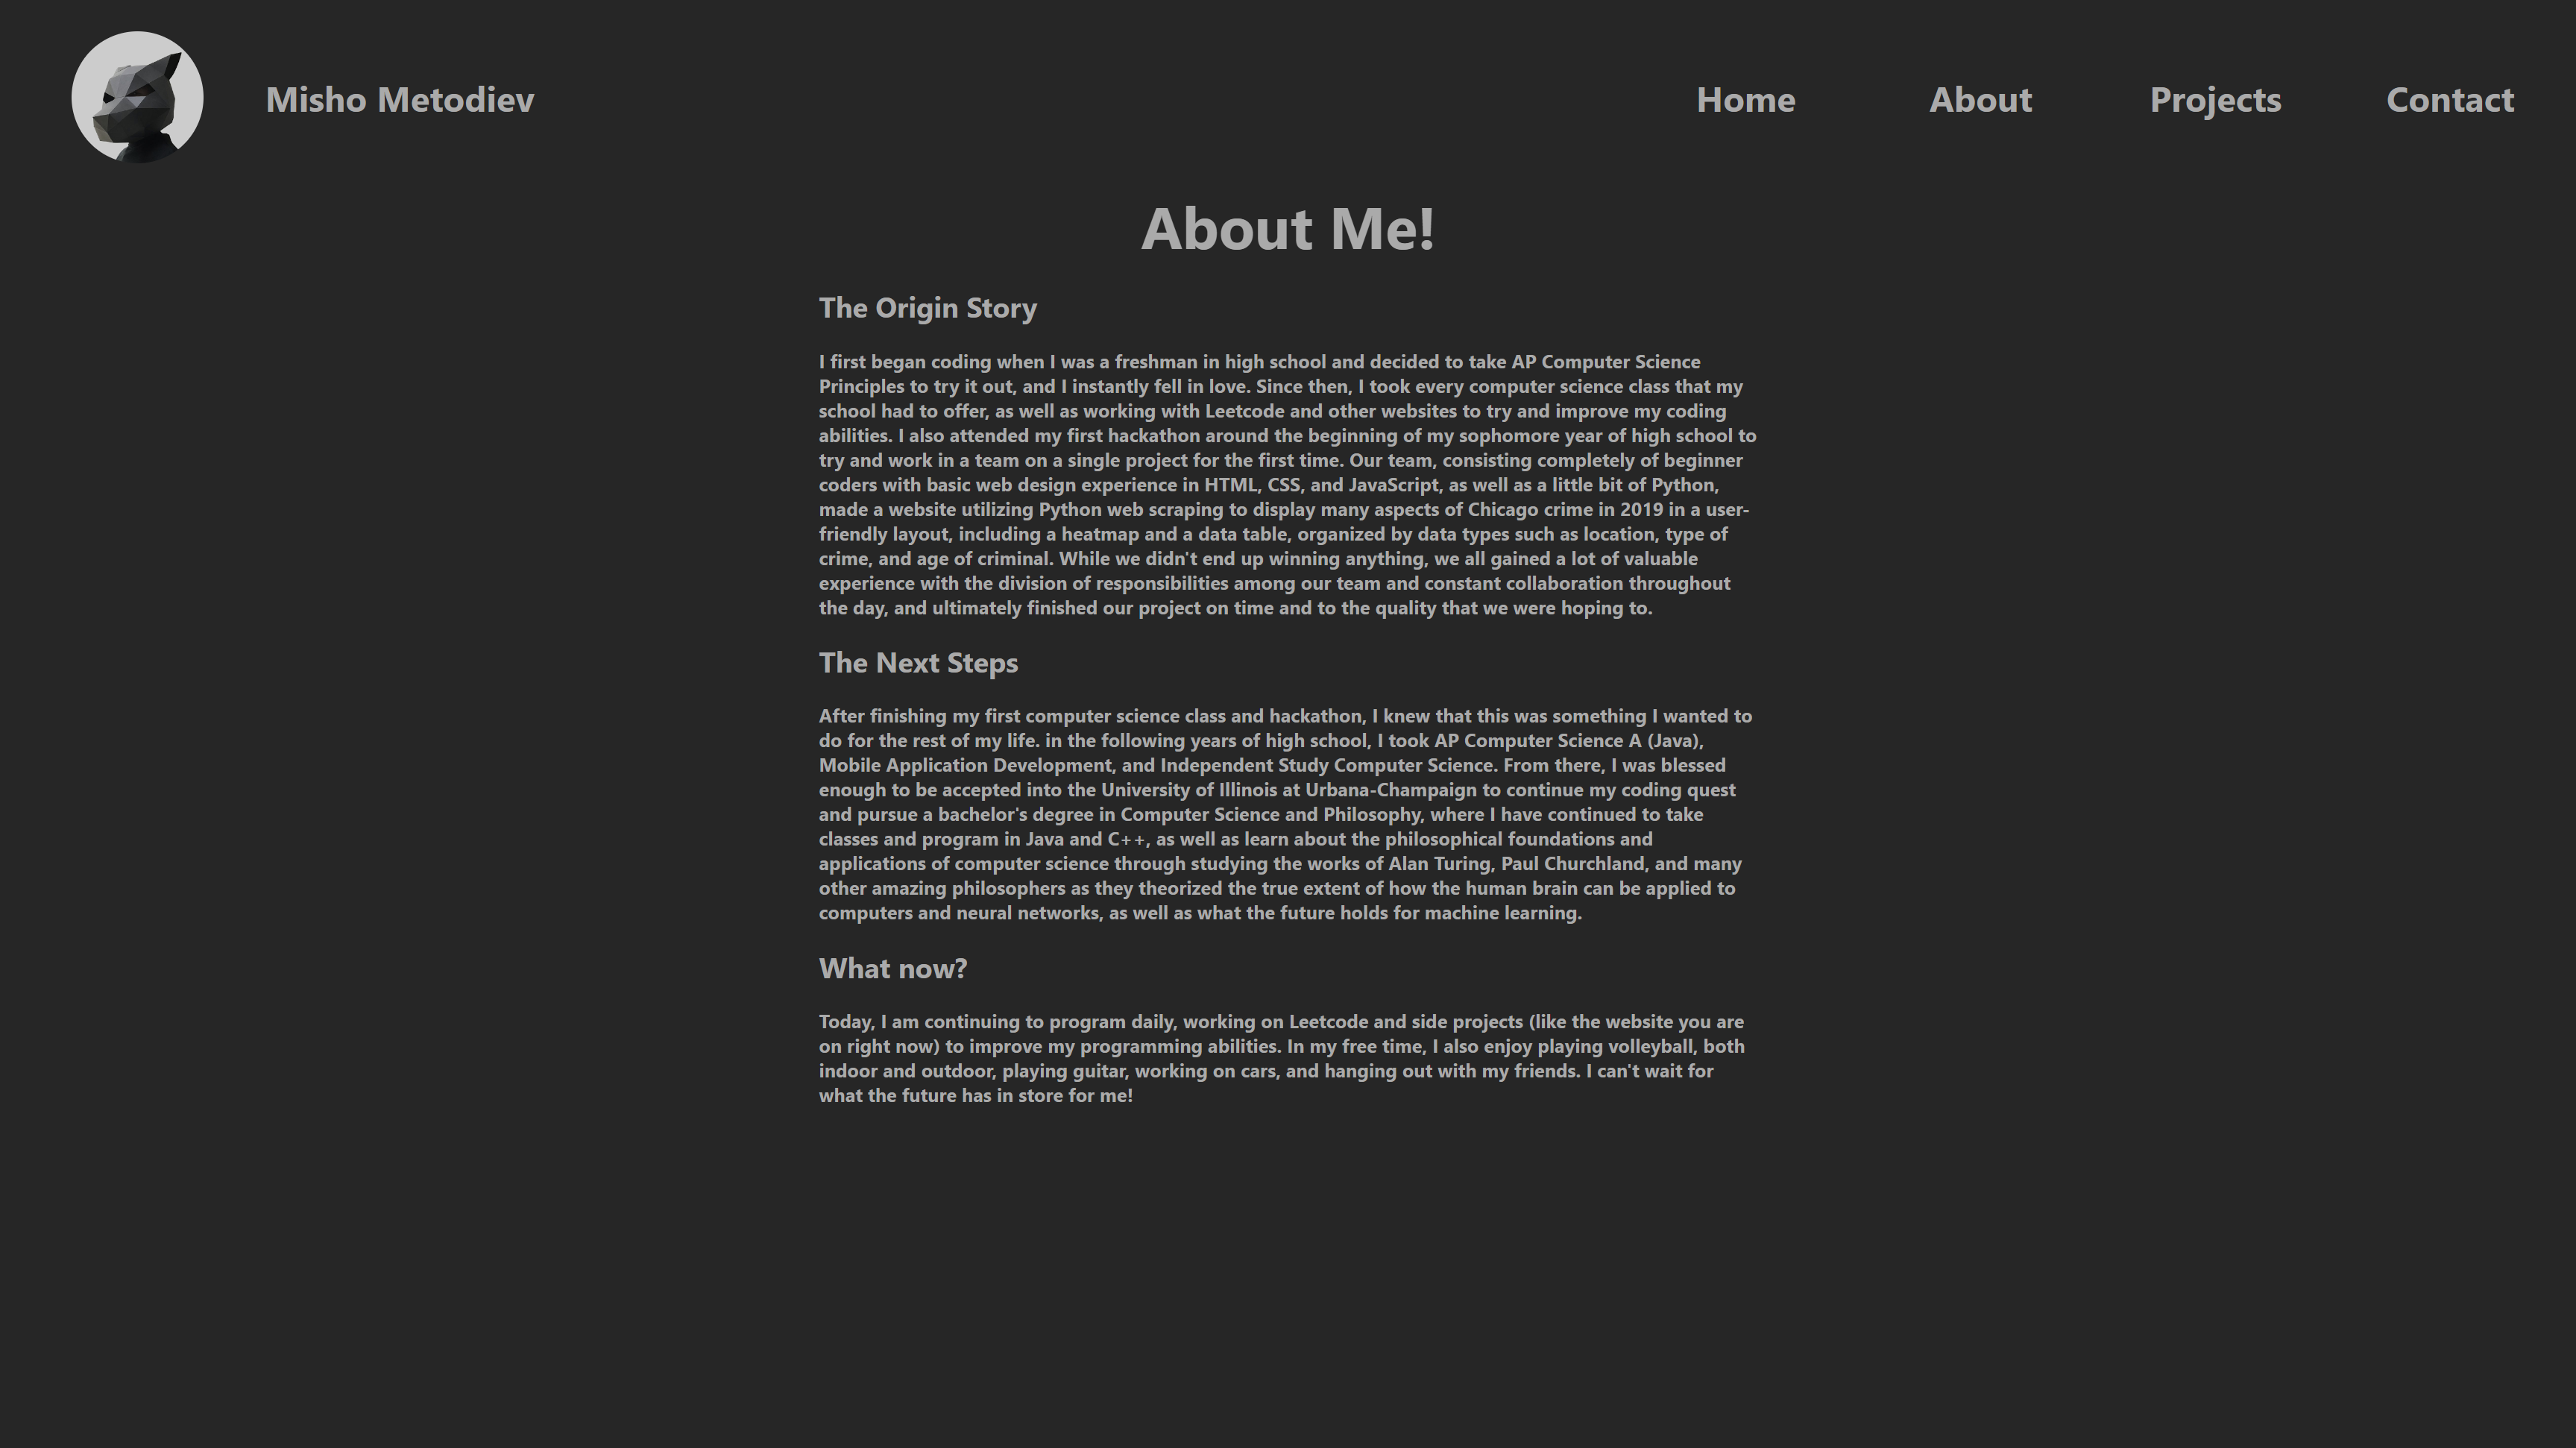 Misho Metodiev
Home
About
Projects
Contact
About Me!
The Origin Story
I first began coding when I was a freshman in high school and decided to take AP Computer Science
Principles to try it out, and I instantly fell in love. Since then, I took every computer science class that my
school had to offer, as well as working with Leetcode and other websites to try and improve my coding
abilities. I also attended my first hackathon around the beginning of my sophomore year of high school to
try and work in a team on a single project for the first time. Our team, consisting completely of beginner
coders with basic web design experience in HTML, CSS, and JavaScript, as well as a little bit of Python,
made a website utilizing Python web scraping to display many aspects of Chicago crime in 2019 in a user-
friendly layout, including a heatmap and a data table, organized by data types such as location, type of
crime, and age of criminal. While we didn't end up winning anything, we all gained a lot of valuable
experience with the division of responsibilities among our team and constant collaboration throughout
the day, and ultimately finished our project on time and to the quality that we were hoping to.
The Next Steps
After finishing my first computer science class and hackathon, I knew that this was something I wanted to
do for the rest of my life. in the following years of high school, I took AP Computer Science A (Java),
Mobile Application Development, and Independent Study Computer Science. From there, I was blessed
enough to be accepted into the University of Illinois at Urbana-Champaign to continue my coding quest
and pursue a bachelor's degree in Computer Science and Philosophy, where I have continued to take
classes and program in Java and C++, as well as learn about the philosophical foundations and
applications of computer science through studying the works of Alan Turing, Paul Churchland, and many
other amazing philosophers as they theorized the true extent of how the human brain can be applied to
computers and neural networks, as well as what the future holds for machine learning.
What now?
Today, I am continuing to program daily, working on Leetcode and side projects (like the website you are
on right now) to improve my programming abilities. In my free time, I also enjoy playing volleyball, both
indoor and outdoor, playing guitar, working on cars, and hanging out with my friends. I can't wait for
what the future has in store for me!